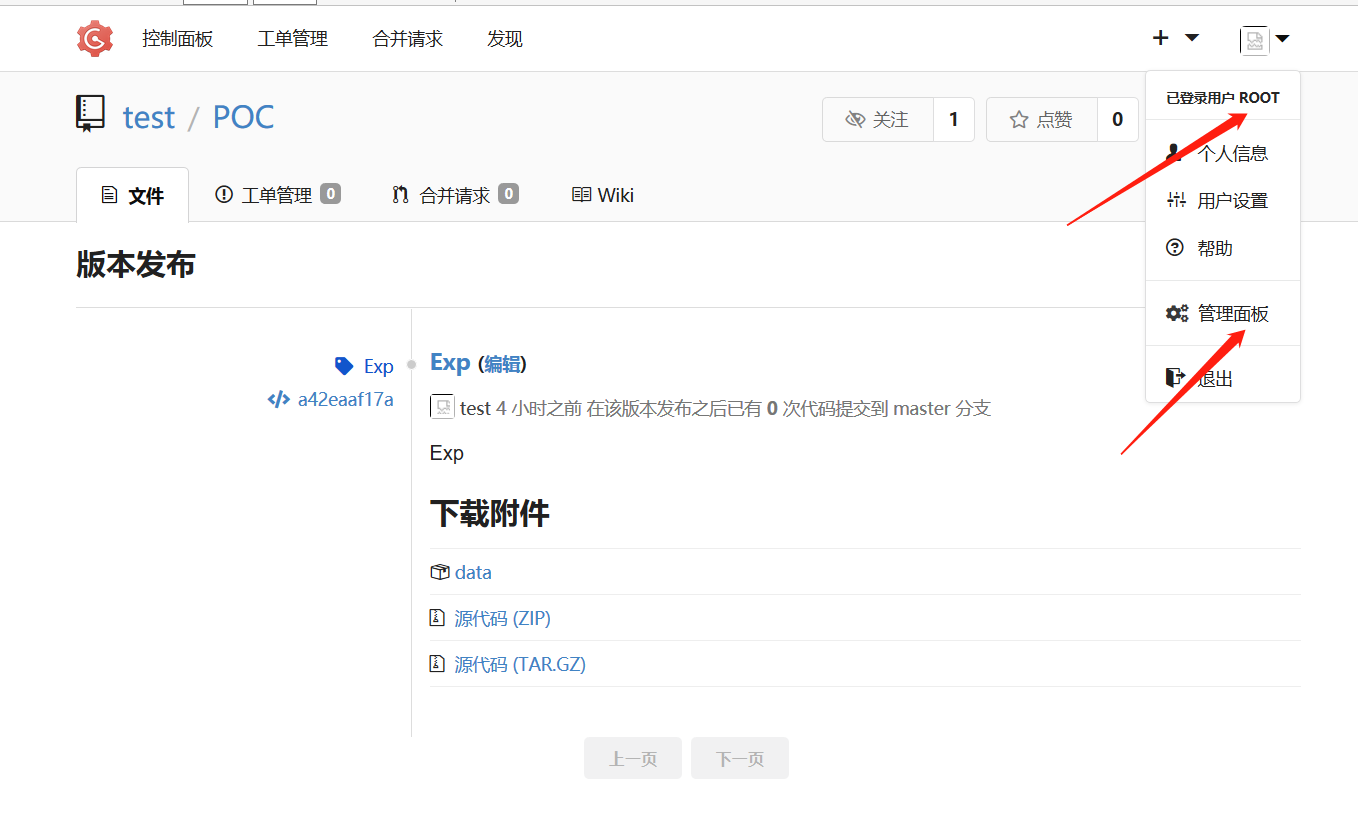 控制面板 工单管理 合并请求 发现
已登录用户 ROOT
个人信息
用户设置
帮助
管理面板
退出
test / POC
关注 1 点赞 0
文件 工单管理 0 合并请求 0 Wiki
版本发布
Exp
a42eaaf17a
Exp (编辑)
test 4 小时之前 在该版本发布之后已有 0 次代码提交到 master 分支
Exp
下载附件
data
源代码 (ZIP)
源代码 (TAR.GZ)
上一页 下一页